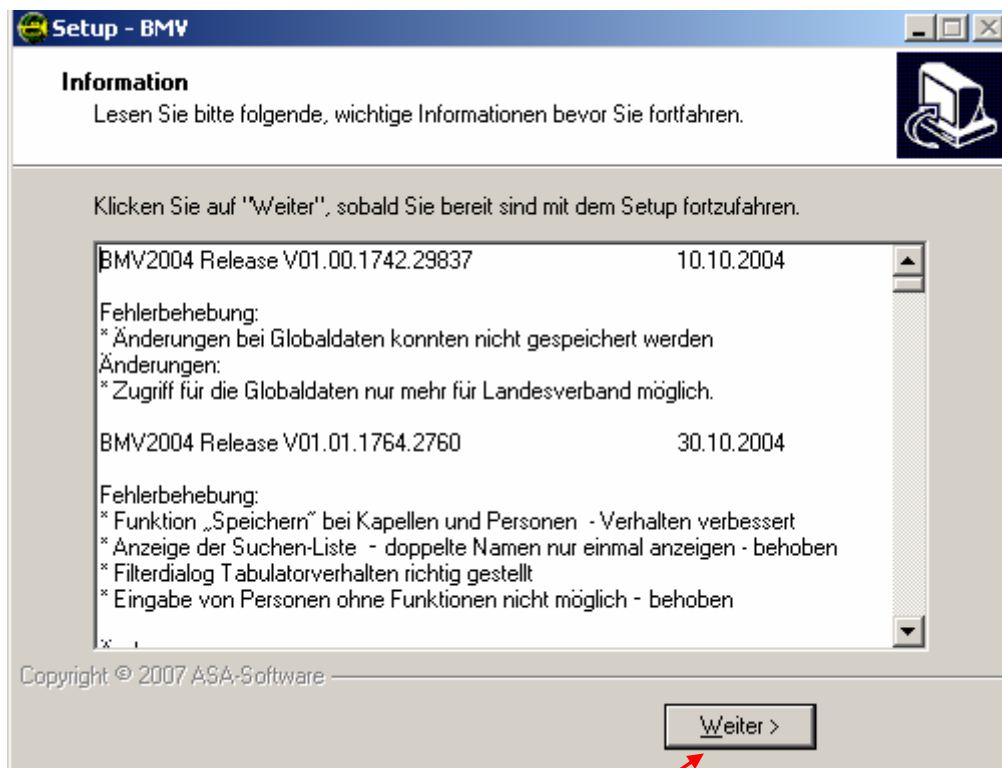 Setup - BMV
Information
Lesen Sie bitte folgende, wichtige Informationen bevor Sie fortfahren.
Klicken Sie auf "Weiter", sobald Sie bereit sind mit dem Setup fortzufahren.
BMV2004 Release V01.00.1742.29837 10.10.2004
Fehlerbehebung:
* Änderungen bei Globaldaten konnten nicht gespeichert werden
Änderungen:
* Zugriff für die Globaldaten nur mehr für Landesverband möglich.
BMV2004 Release V01.01.1764.2760 30.10.2004
Fehlerbehebung:
* Funktion „Speichern" bei Kapellen und Personen - Verhalten verbessert
* Anzeige der Suchen-Liste - doppelte Namen nur einmal anzeigen - behoben
* Filterdialog Tabulatorverhalten richtig gestellt
* Eingabe von Personen ohne Funktionen nicht möglich - behoben
Copyright © 2007 ASA-Software
Weiter >